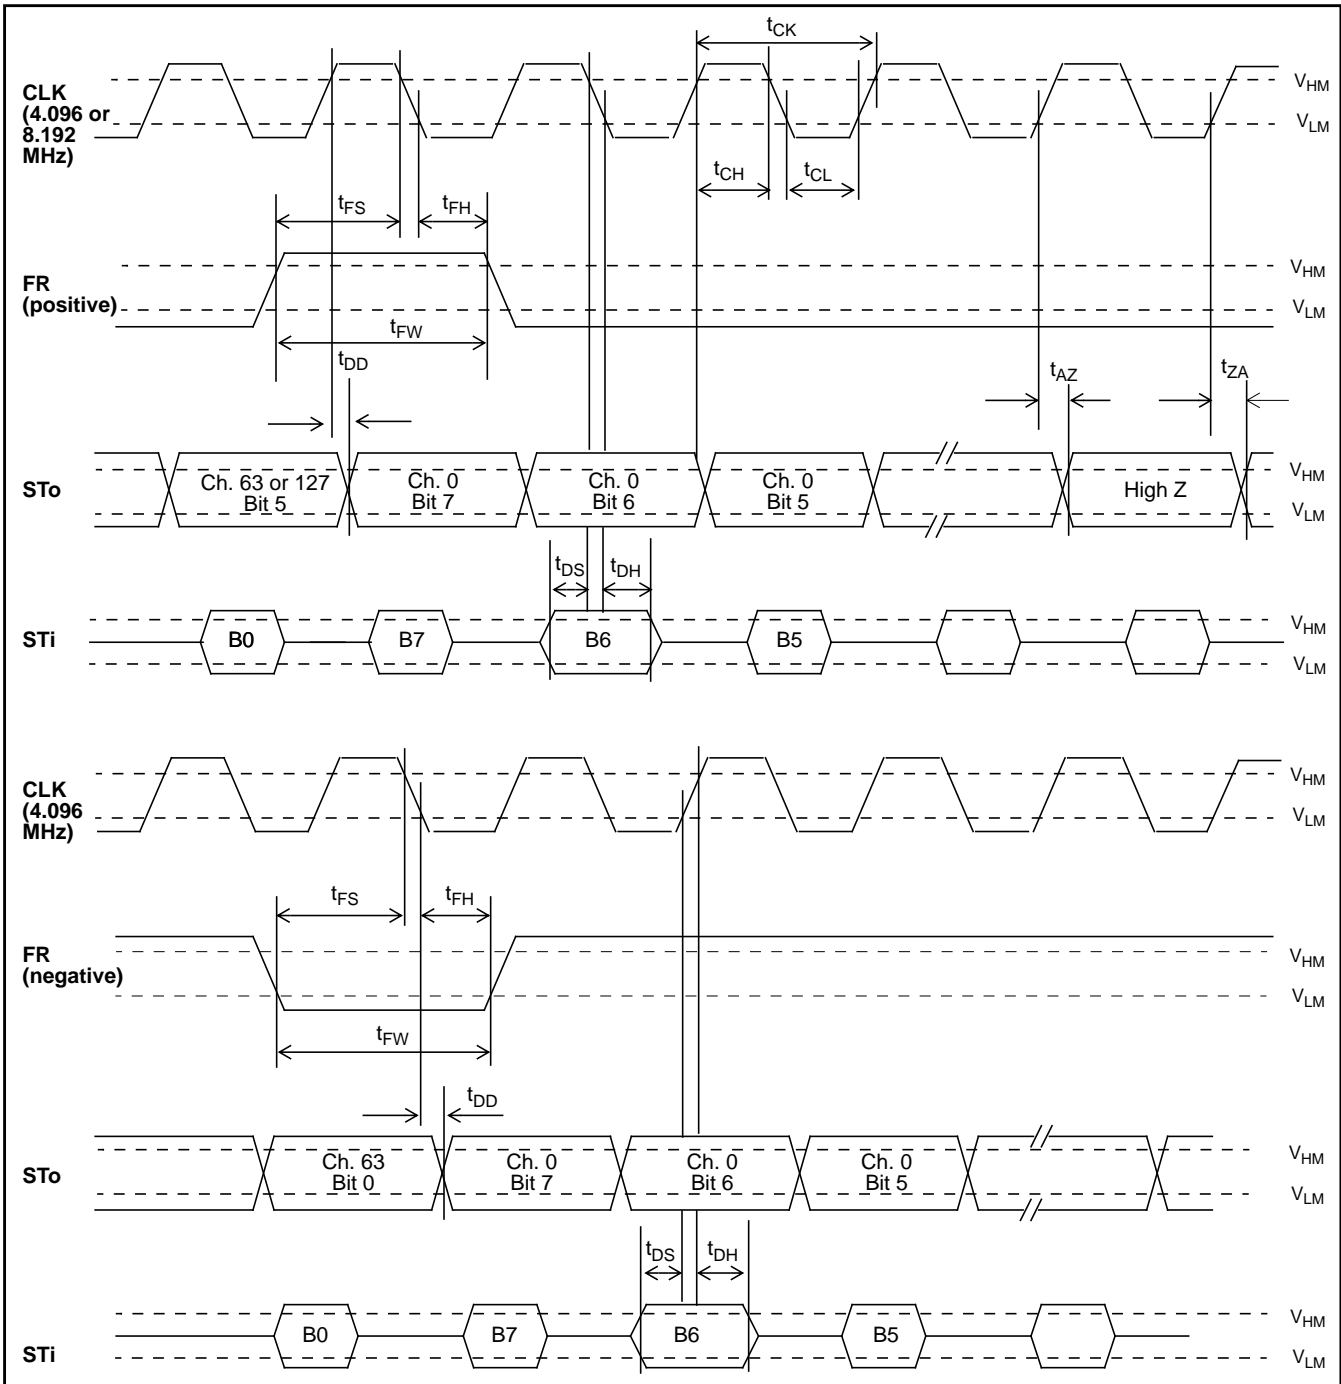 tCK
CLK
(4.096 or
8.192
MHz)
VHM
VLM
tCH
tCL
tFS
tFH
FR
(positive)
VHM
VLM
tFW
tDD
tAZ
tZA
STo
Ch. 63 or 127
Bit 5
Ch. 0
Bit 7
Ch. 0
Bit 6
Ch. 0
Bit 5
High Z
VHM
VLM
tDS
tDH
STi
B0
B7
B6
B5
VHM
VLM
CLK
(4.096
MHz)
VHM
VLM
tFS
tFH
FR
(negative)
VHM
VLM
tFW
tDD
STo
Ch. 63
Bit 0
Ch. 0
Bit 7
Ch. 0
Bit 6
Ch. 0
Bit 5
VHM
VLM
tDS
tDH
STi
B0
B7
B6
B5
VHM
VLM